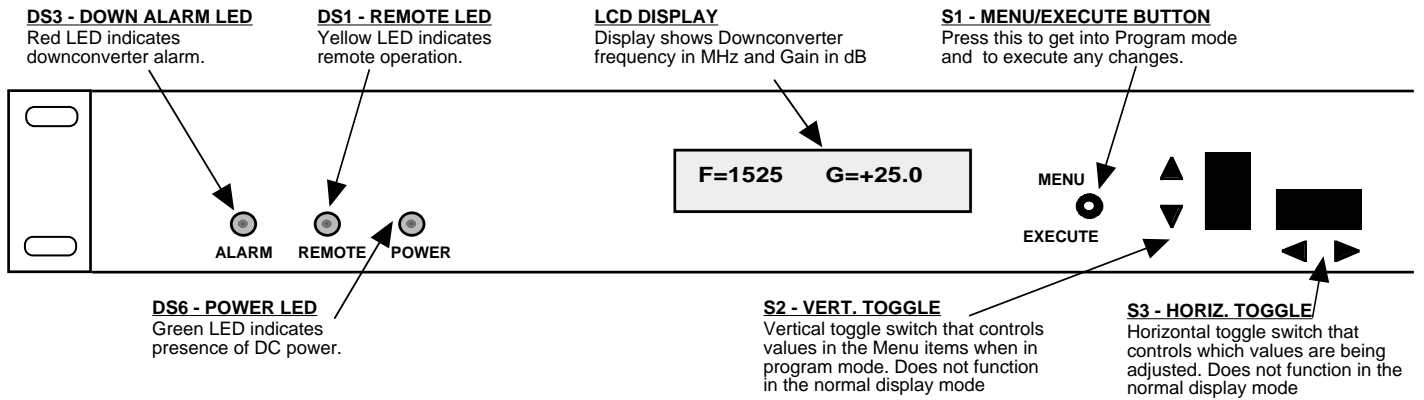 DS3 - DOWN ALARM LED
Red LED indicates
downconverter alarm.
DS1 - REMOTE LED
Yellow LED indicates
remote operation.
LCD DISPLAY
Display shows Downconverter
frequency in MHz and Gain in dB
S1 - MENU/EXECUTE BUTTON
Press this to get into Program mode
and to execute any changes.
F=1525 G=+25.0
MENU
EXECUTE
ALARM REMOTE POWER
DS6 - POWER LED
Green LED indicates
presence of DC power.
S2 - VERT. TOGGLE
Vertical toggle switch that controls
values in the Menu items when in
program mode. Does not function
in the normal display mode
S3 - HORIZ. TOGGLE
Horizontal toggle switch that
controls which values are being
adjusted. Does not function in the
normal display mode